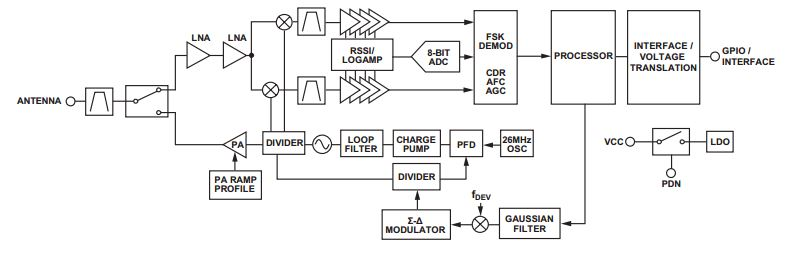 LNA
LNA
RSSI/
LOGAMP
8-BIT
ADC
FSK
DEMOD
CDR
AFC
AGC
PROCESSOR
INTERFACE /
VOLTAGE
TRANSLATION
GPIO /
INTERFACE
ANTENNA
PA
DIVIDER
LOOP
FILTER
CHARGE
PUMP
PFD
26MHz
OSC
VCC
LDO
PDN
PA RAMP
PROFILE
DIVIDER
fDEV
Σ-Δ
MODULATOR
GAUSSIAN
FILTER